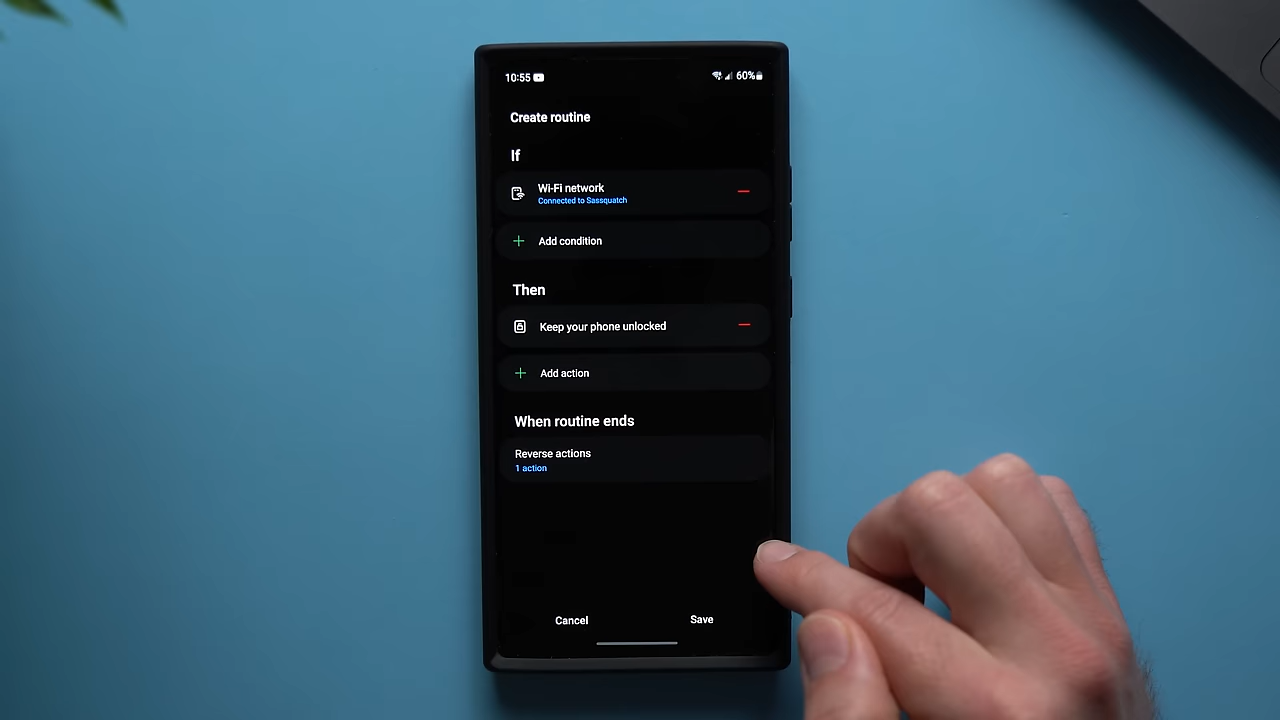 10:55 60%
Create routine
If
Wi-Fi network
Connected to Sassquatch
Add condition
Then
Keep your phone unlocked
Add action
When routine ends
Reverse actions
1 action
Cancel Save